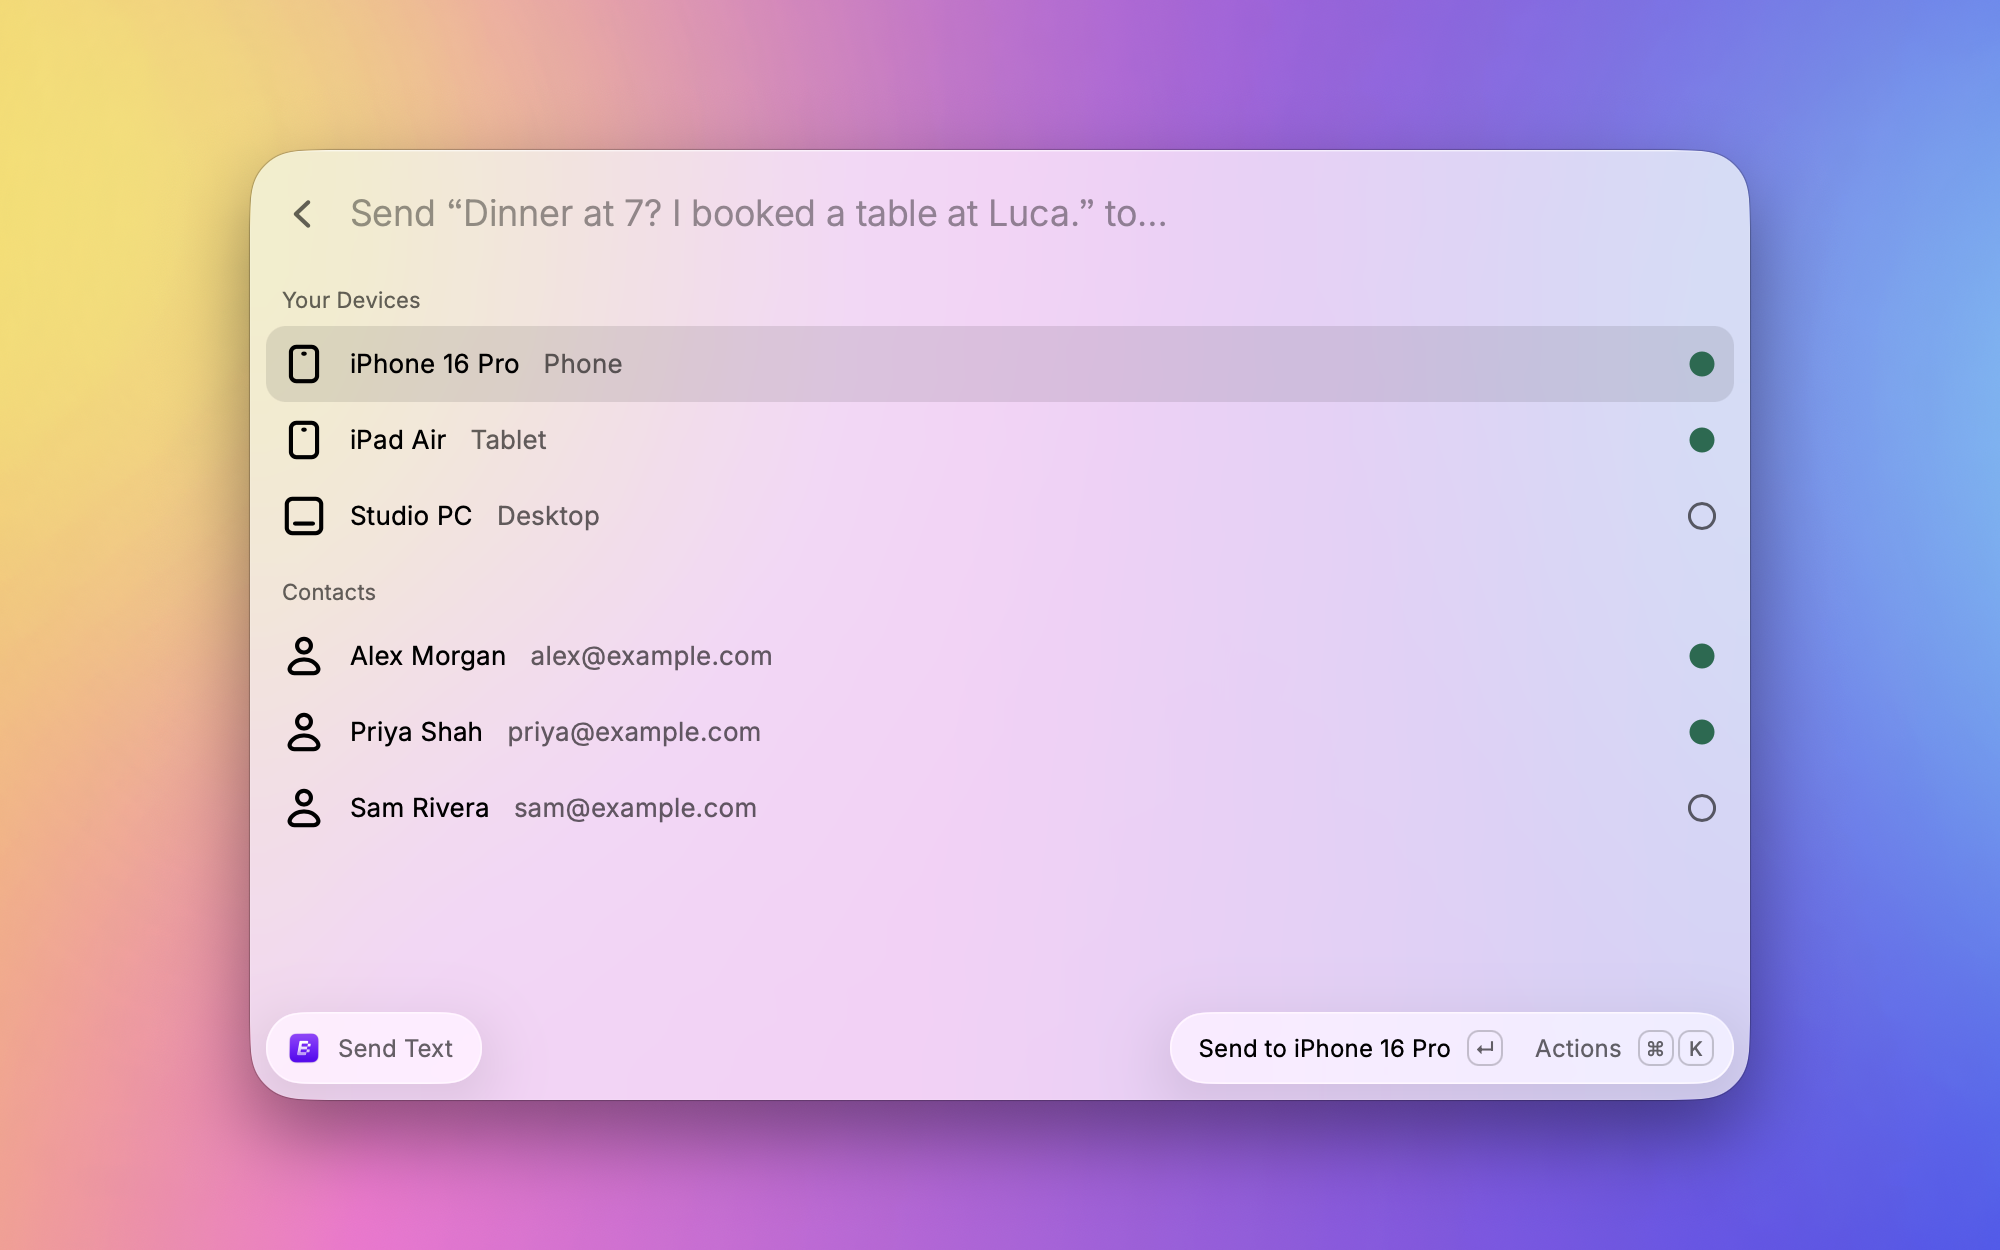 Send “Dinner at 7? I booked a table at Luca.” to...
Your Devices
iPhone 16 Pro Phone
iPad Air Tablet
Studio PC Desktop
Contacts
Alex Morgan alex@example.com
Priya Shah priya@example.com
Sam Rivera sam@example.com
B Send Text
Send to iPhone 16 Pro ↵ Actions ⌘ K